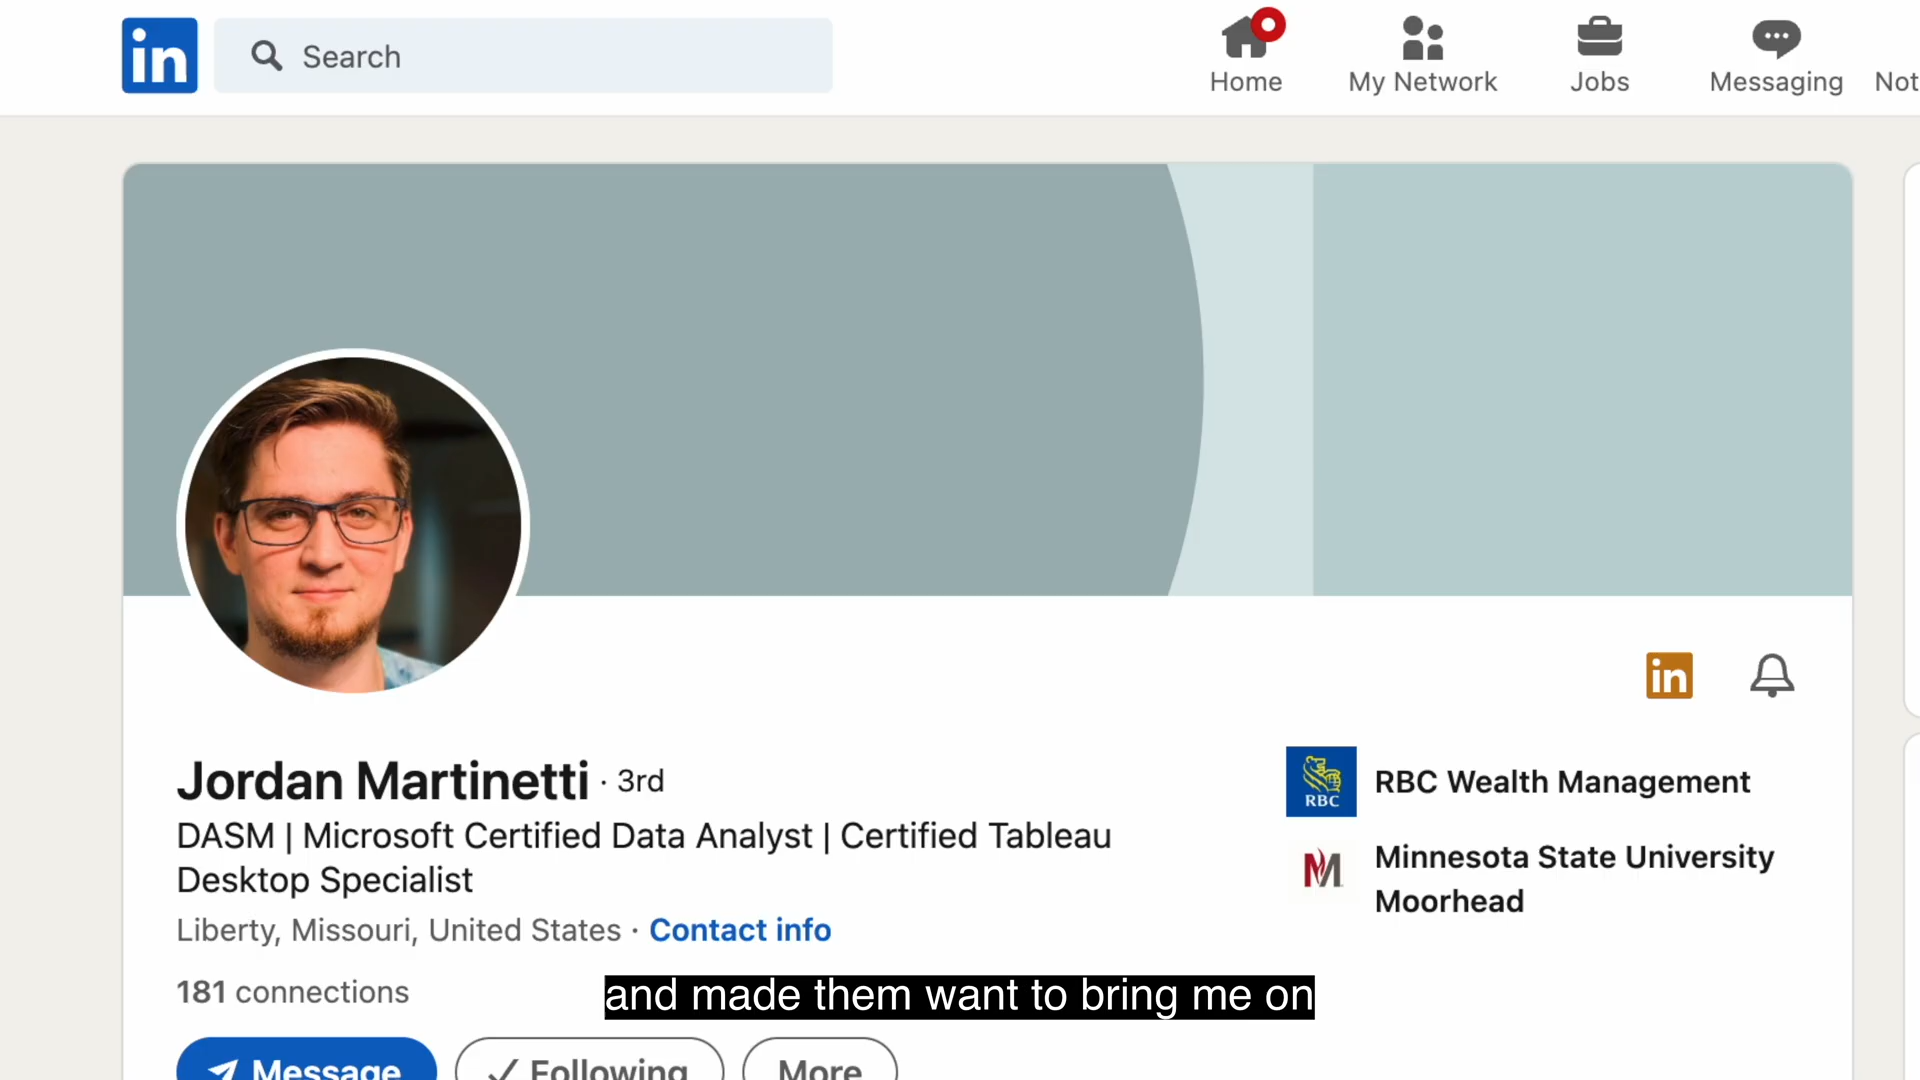 in Search
Home
My Network
Jobs
Messaging
Not
in
Jordan Martinetti · 3rd
DASM | Microsoft Certified Data Analyst | Certified Tableau
Desktop Specialist
Liberty, Missouri, United States · Contact info
181 connections
RBC
RBC Wealth Management
M
Minnesota State University
Moorhead
and made them want to bring me on
Message
Following
More